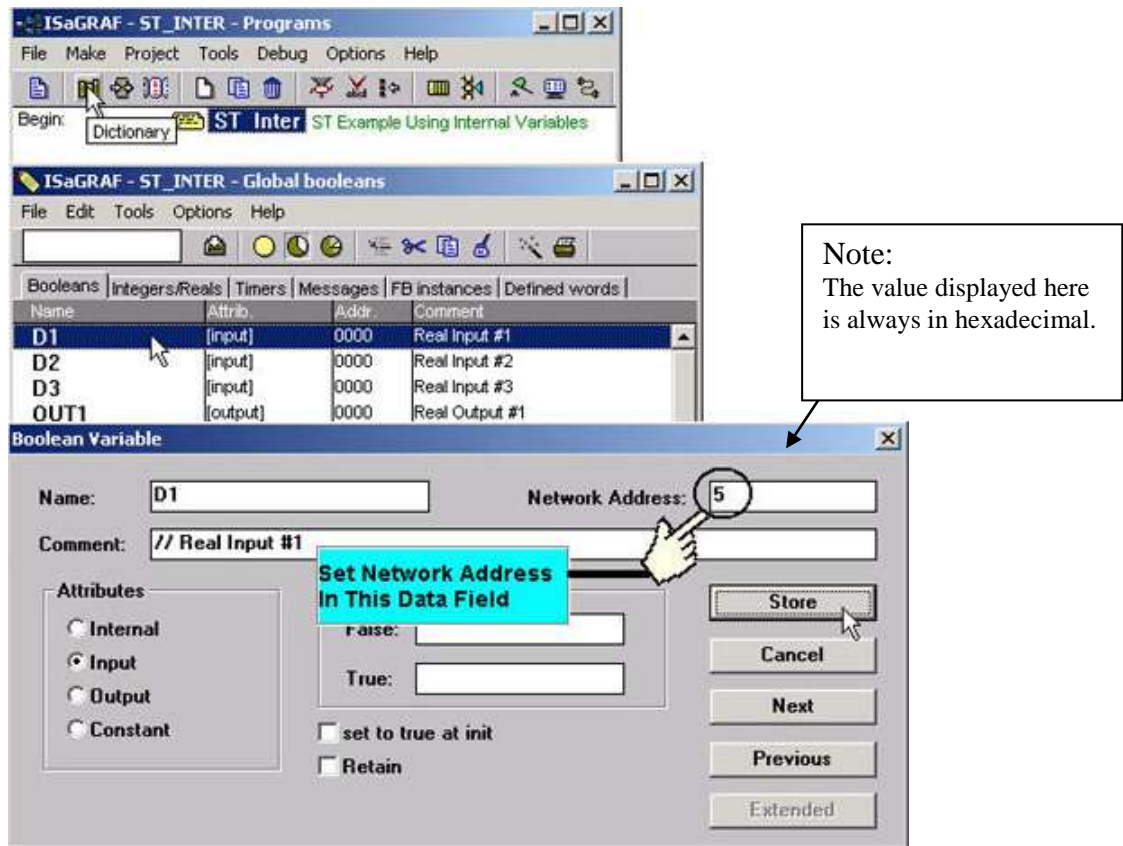 ISaGRAF - ST_INTER - Programs
File Make Project Tools Debug Options Help
Begin: ST Inter ST Example Using Internal Variables
Dictionary
ISaGRAF - ST_INTER - Global booleans
File Edit Tools Options Help
Booleans Integers/Reals Timers Messages FB instances Defined words
Name Attrib. Addr. Comment
D1 [input] 0000 Real Input #1
D2 [input] 0000 Real Input #2
D3 [input] 0000 Real Input #3
OUT1 [output] 0000 Real Output #1
Note:
The value displayed here
is always in hexadecimal.
Boolean Variable
Name: D1 Network Address: 5
Comment: // Real Input #1
Set Network Address
In This Data Field
Attributes
Internal
Input
Output
Constant
False:
True:
set to true at init
Retain
Store
Cancel
Next
Previous
Extended